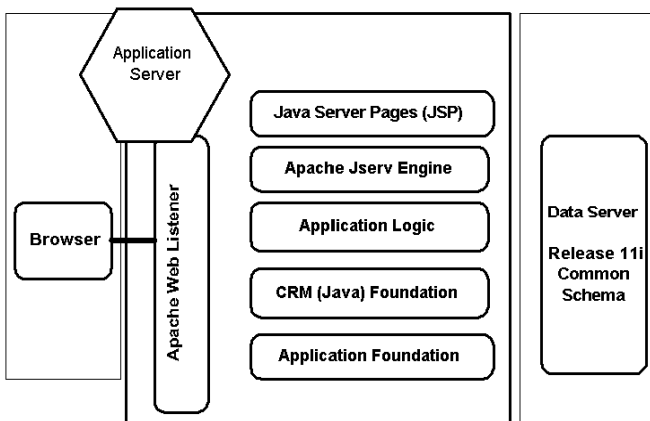 Application
Server
Java Server Pages (JSP)
Apache Jserv Engine
Application Logic
CRM (Java) Foundation
Application Foundation
Apache Web Listener
Browser
Data Server
Release 11i
Common
Schema